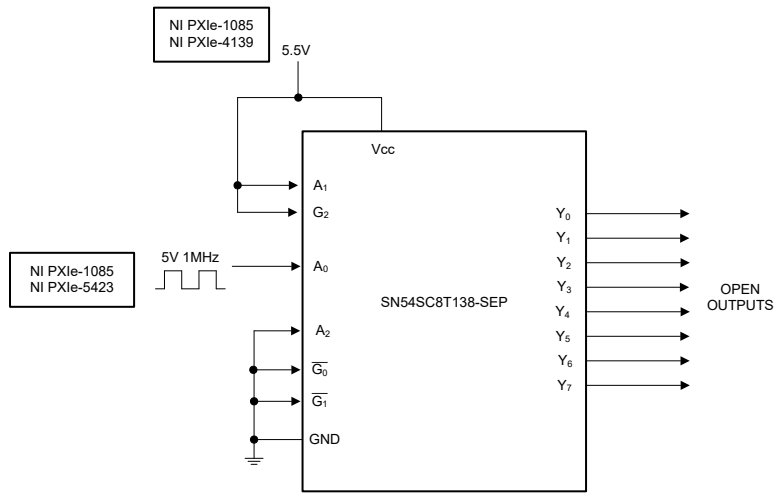 NI PXIe-1085
NI PXIe-4139
5.5V
Vcc
A1
G2
NI PXIe-1085
NI PXIe-5423
5V 1MHz
A0
A2
G0
G1
GND
SN54SC8T138-SEP
Y0
Y1
Y2
Y3
Y4
Y5
Y6
Y7
OPEN
OUTPUTS